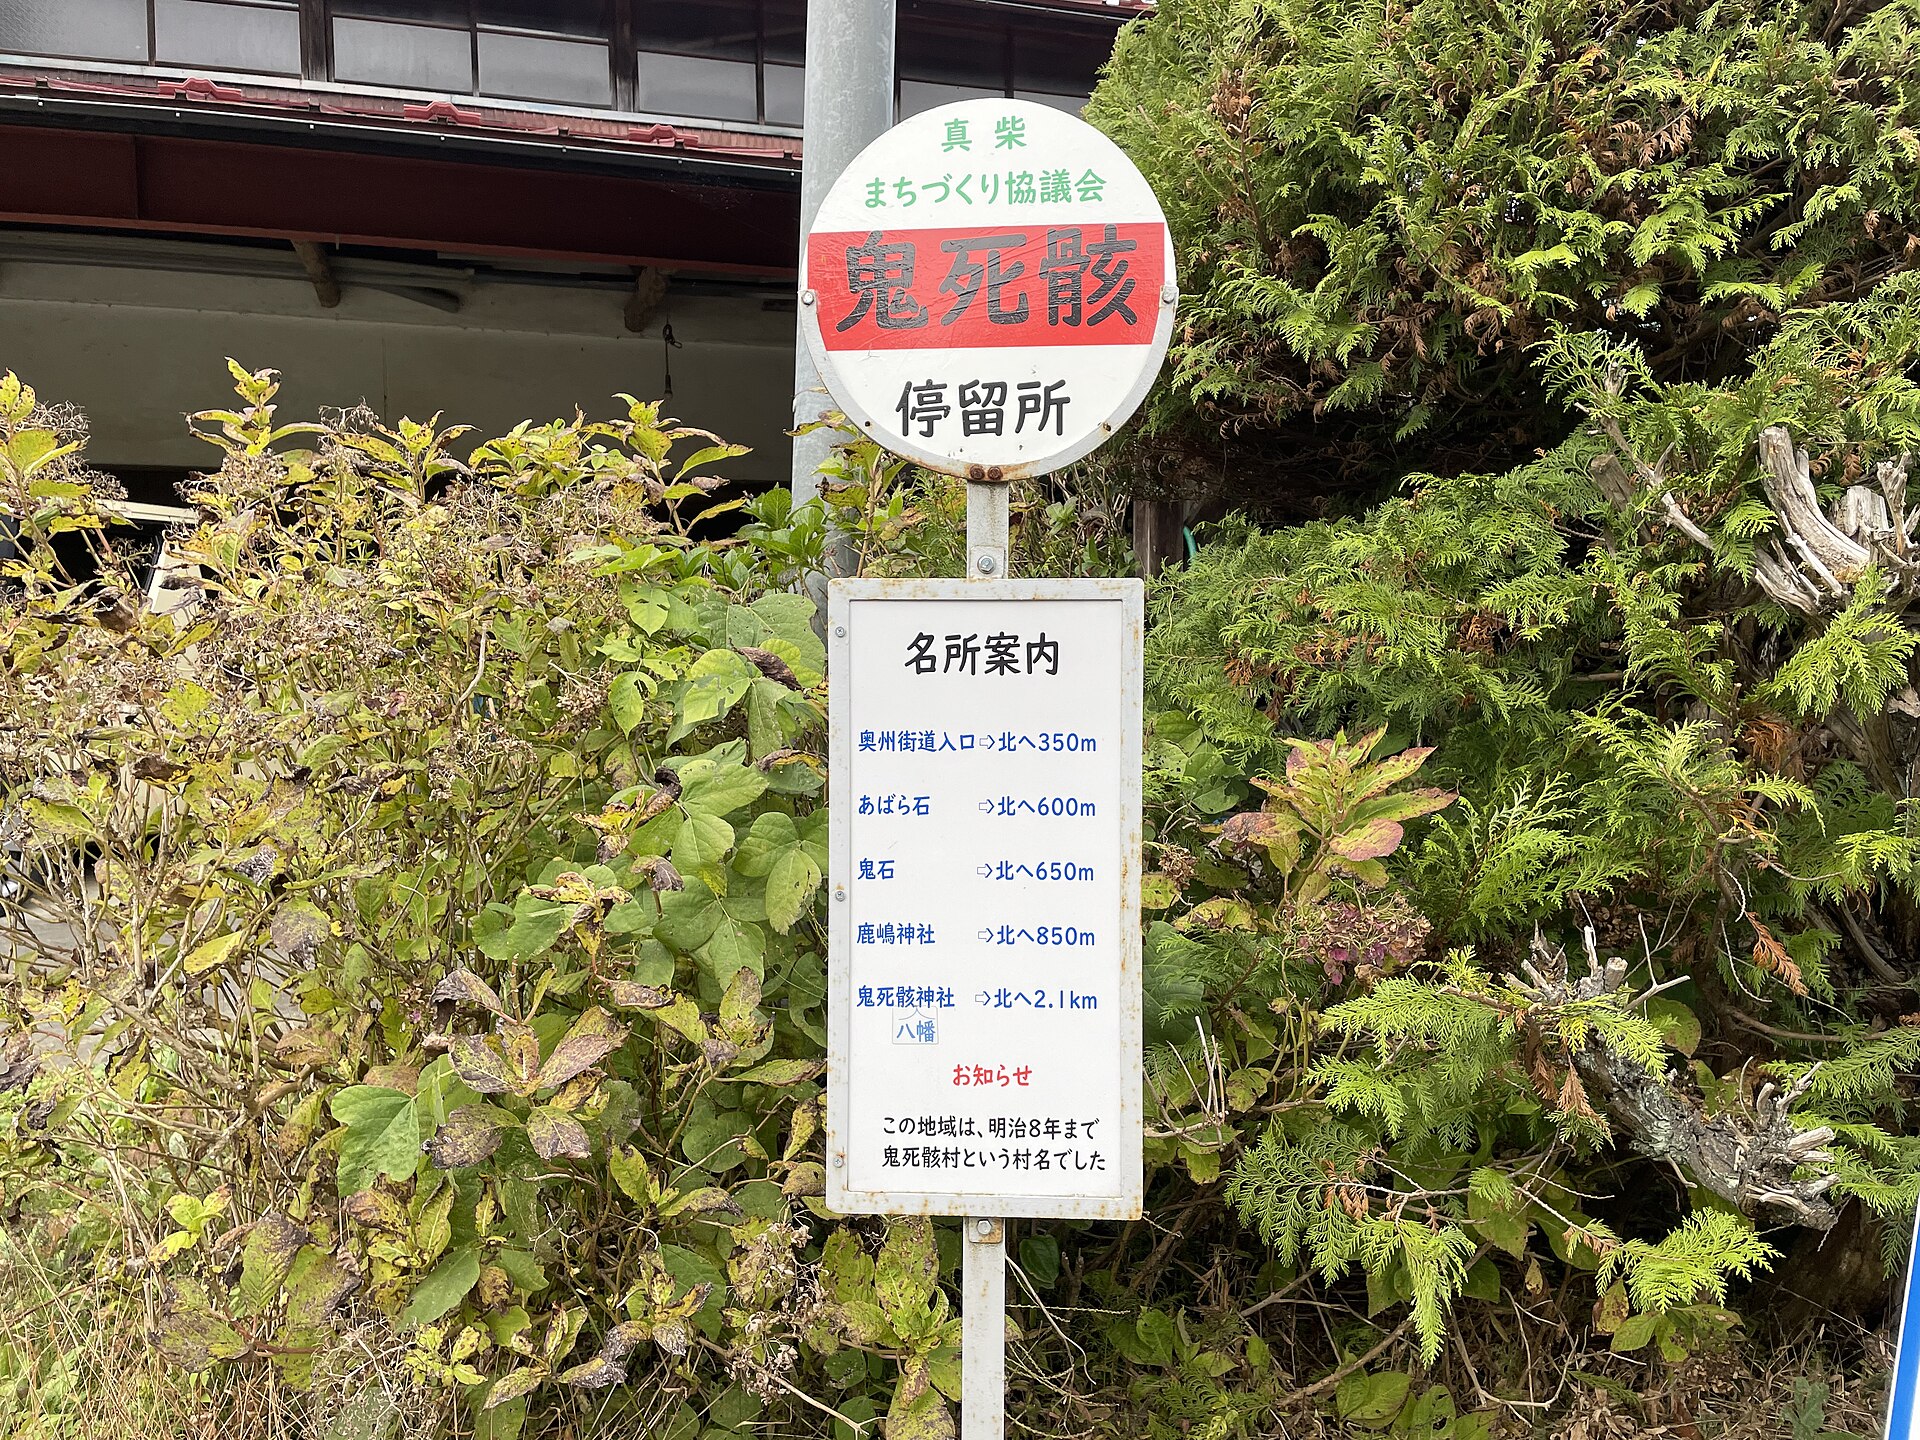 真柴
まちづくり協議会
鬼死骸
停留所
名所案内
奥州街道入口⇨北へ350m
あばら石 ⇨北へ600m
鬼石 ⇨北へ650m
鹿嶋神社 ⇨北へ850m
鬼死骸神社 ⇨北へ2.1km
八幡
お知らせ
この地域は、明治8年まで
鬼死骸村という村名でした